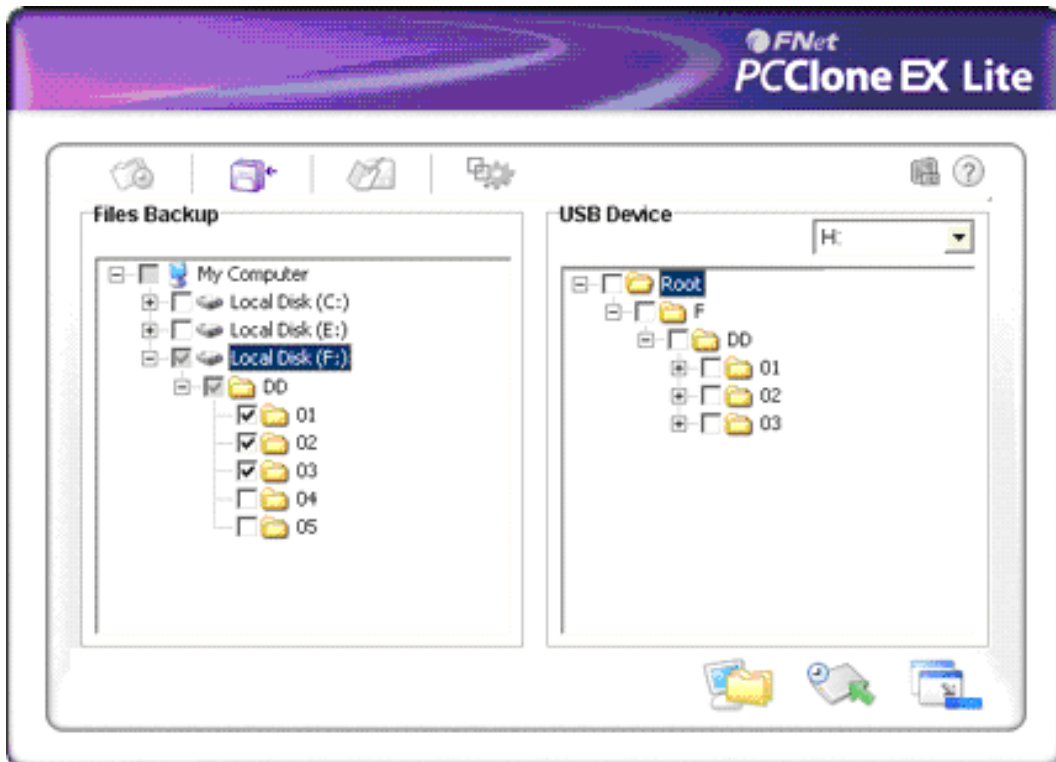 FNet
PCClone EX Lite
Files Backup
My Computer
Local Disk (C:)
Local Disk (E:)
Local Disk (F:)
DD
01
02
03
04
05
USB Device
H:
Root
F
DD
01
02
03